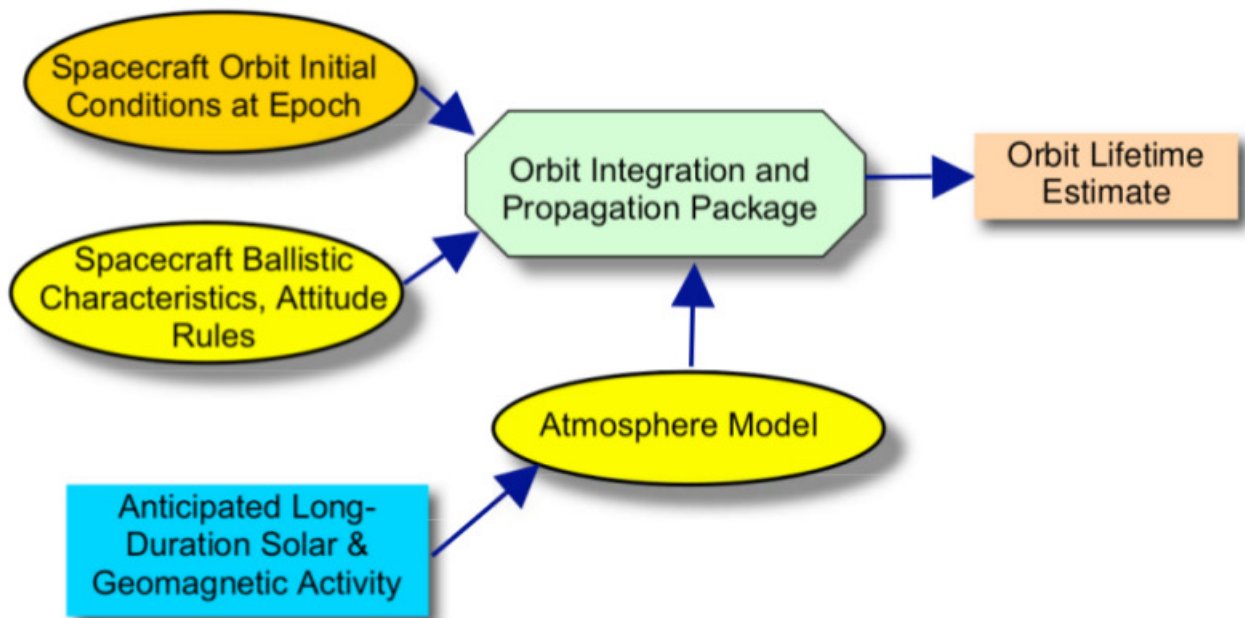 Spacecraft Orbit Initial
Conditions at Epoch
Orbit Integration and
Propagation Package
Orbit Lifetime
Estimate
Spacecraft Ballistic
Characteristics, Attitude
Rules
Atmosphere Model
Anticipated Long-
Duration Solar &
Geomagnetic Activity